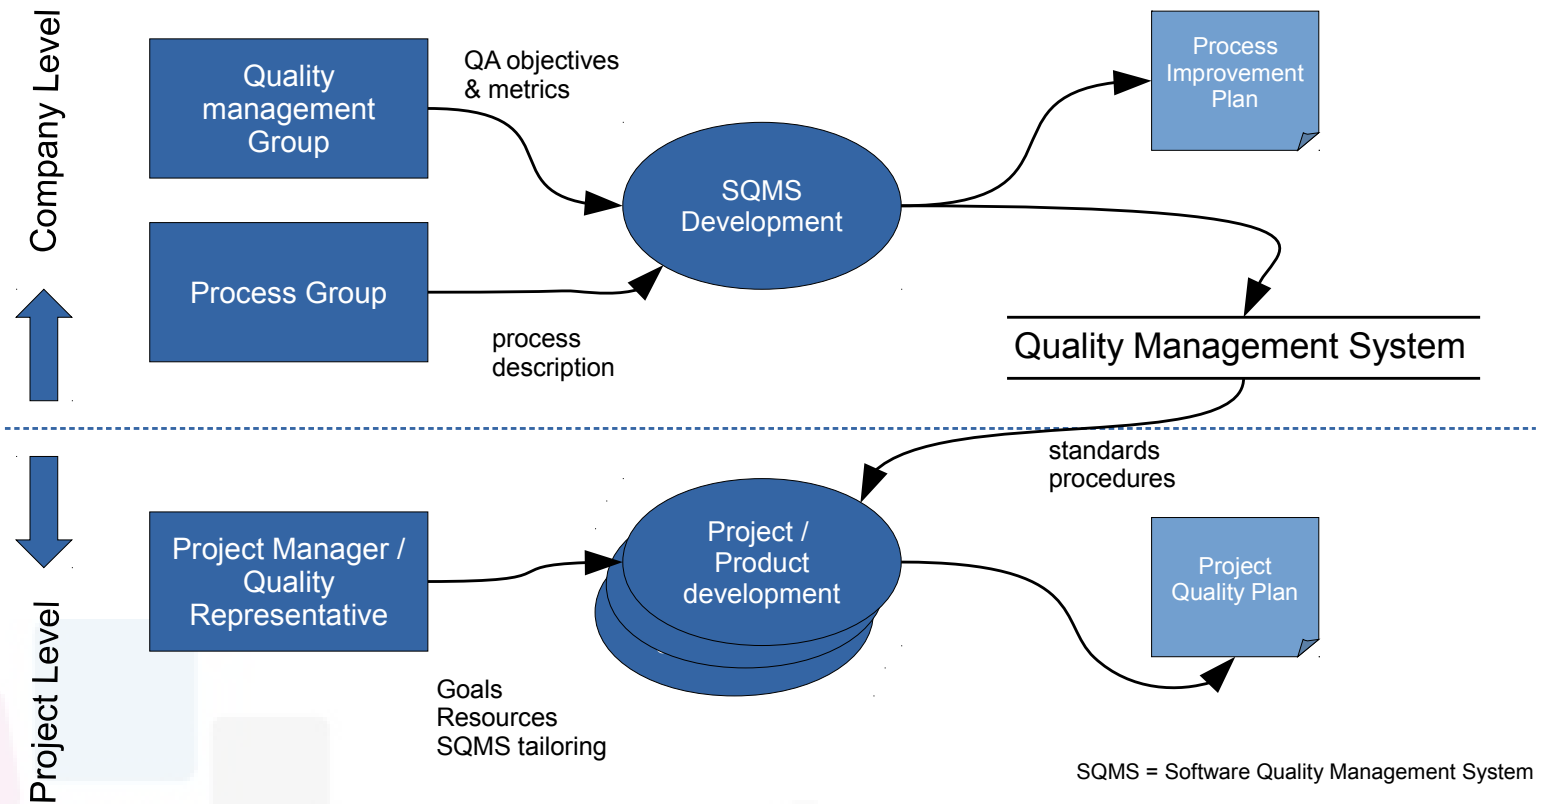 Company Level
Quality
management
Group
QA objectives
& metrics
SQMS
Development
Process
Improvement
Plan
Process Group
process
description
Quality Management System
standards
procedures
Project Level
Project Manager /
Quality
Representative
Goals
Resources
SQMS tailoring
Project /
Product
development
Project
Quality Plan
SQMS = Software Quality Management System